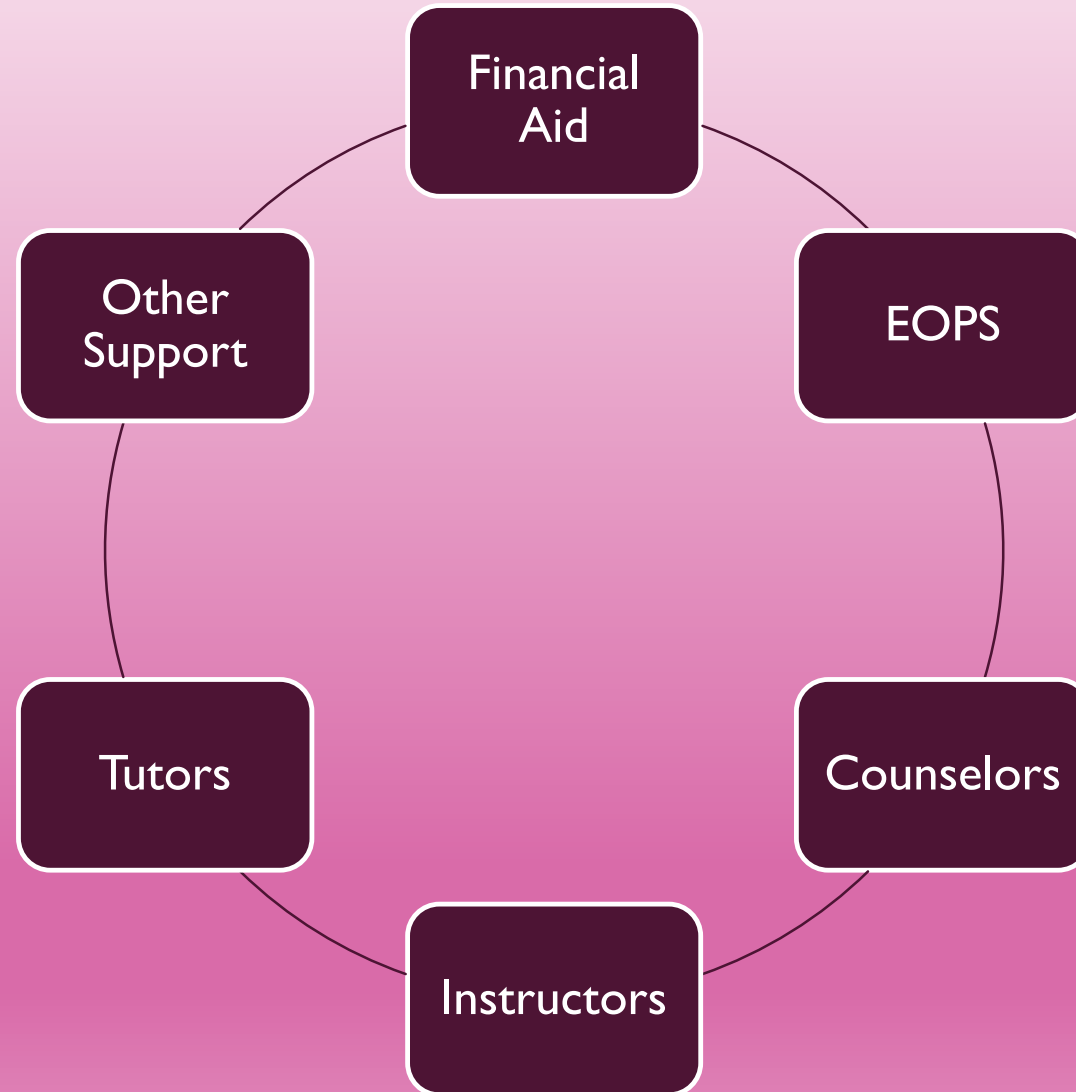 Financial
Aid
EOPS
Counselors
Instructors
Tutors
Other
Support